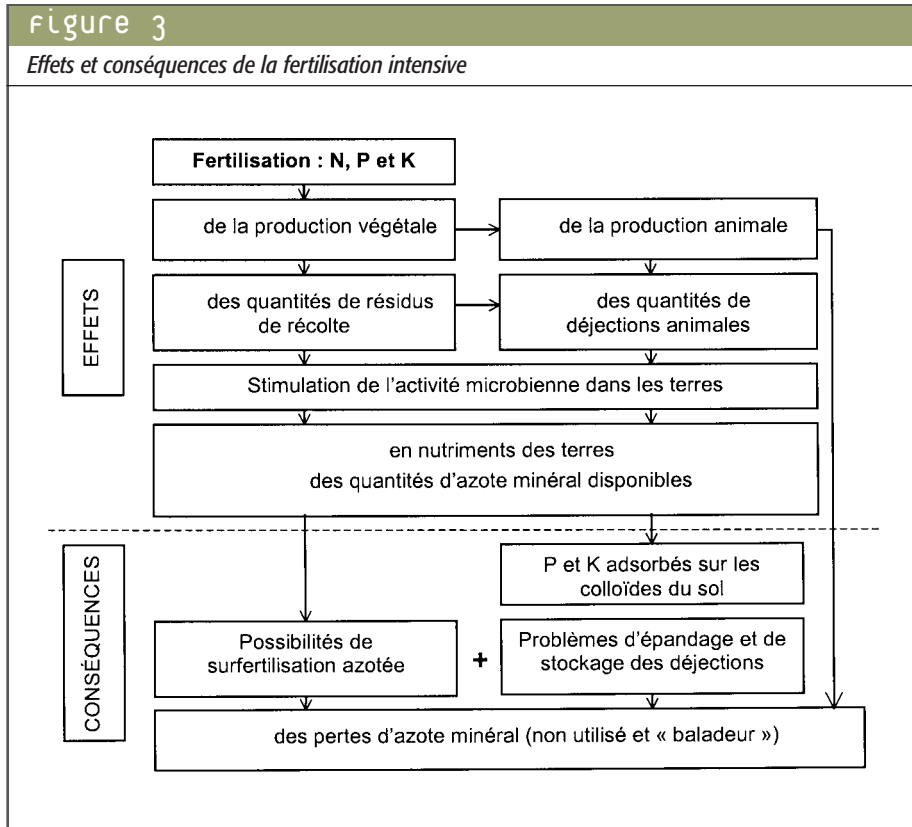 Figure 3
Effets et conséquences de la fertilisation intensive
Fertilisation : N, P et K
EFFETS
de la production végétale
de la production animale
des quantités de résidus
de récolte
des quantités de
déjections animales
Stimulation de l'activité microbienne dans les terres
en nutriments des terres
des quantités d'azote minéral disponibles
CONSÉQUENCES
P et K adsorbés sur les
colloïdes du sol
Possibilités de
surfertilisation azotée
+
Problèmes d'épandage et de
stockage des déjections
des pertes d'azote minéral (non utilisé et « baladeur »)